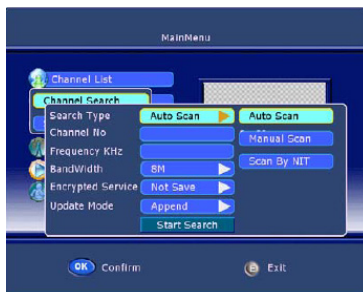 MainMenu
Channel List
Channel Search
Search Type Auto Scan Auto Scan
Channel No
Manual Scan
Frequency KHz
Scan By NIT
BandWidth 8M
Encrypted Service Not Save
Update Mode Append
Start Search
OK Confirm Exit